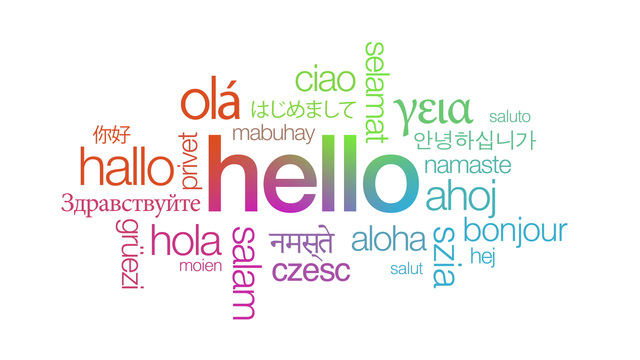 ciao
selamat
olá
はじめまして
γεια
saluto
你好
mabuhay
안녕하십니가
hallo
privet
hello
namaste
Здравствуйте
ahoj
grüezi
hola
moien
salam
नमस्ते
czesc
aloha
salut
szia
bonjour
hej